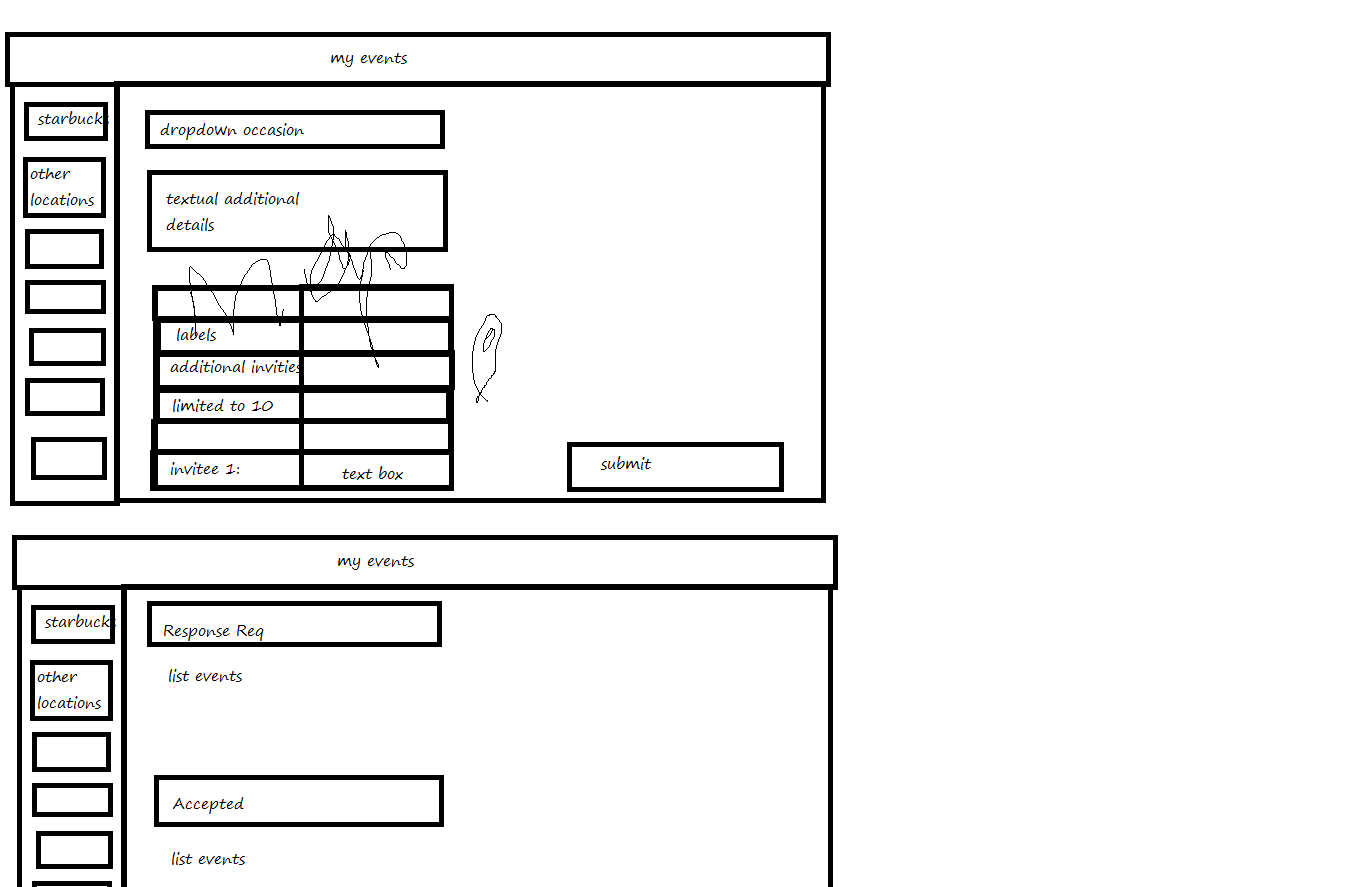 my events
starbucks
other
locations
dropdown occasion
textual additional
details
labels
additional invities
limited to 10
invitee 1:
text box
submit
my events
starbucks
other
locations
Response Req
list events
Accepted
list events